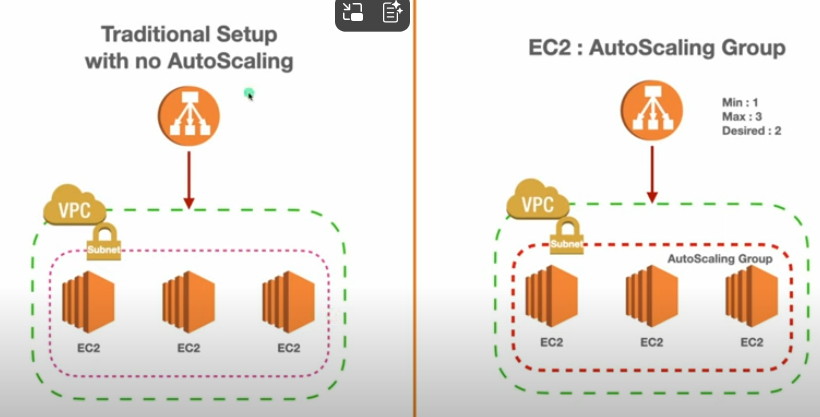 Traditional Setup
with no AutoScaling
VPC
Subnet
EC2
EC2
EC2
EC2 : AutoScaling Group
Min : 1
Max : 3
Desired : 2
VPC
Subnet
AutoScaling Group
EC2
EC2
EC2